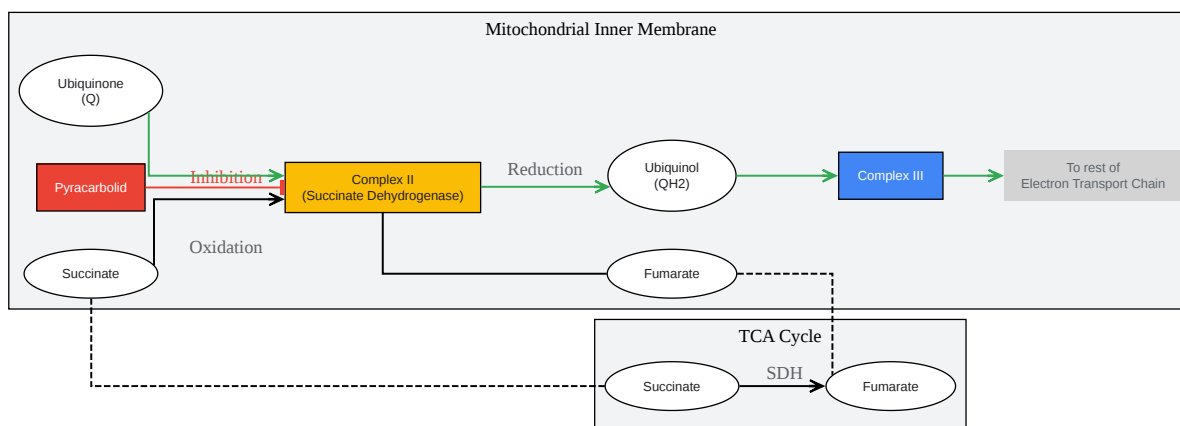 Mitochondrial Inner Membrane
Ubiquinone
(Q)
Pyracarbolid
Inhibition
Complex II
(Succinate Dehydrogenase)
Reduction
Ubiquinol
(QH2)
Complex III
To rest of
Electron Transport Chain
Oxidation
Succinate
Fumarate
TCA Cycle
Succinate
SDH
Fumarate